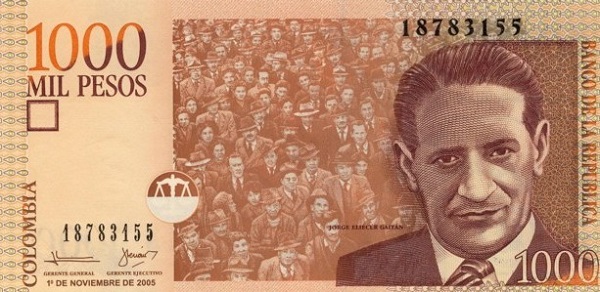 1000
MIL PESOS
18783155
BANCO DE LA REPUBLICA
COLOMBIA
JORGE ELIECER GAITÁN
18783155
GERENTE GENERAL
GERENTE EJECUTIVO
1º DE NOVIEMBRE DE 2005
1000